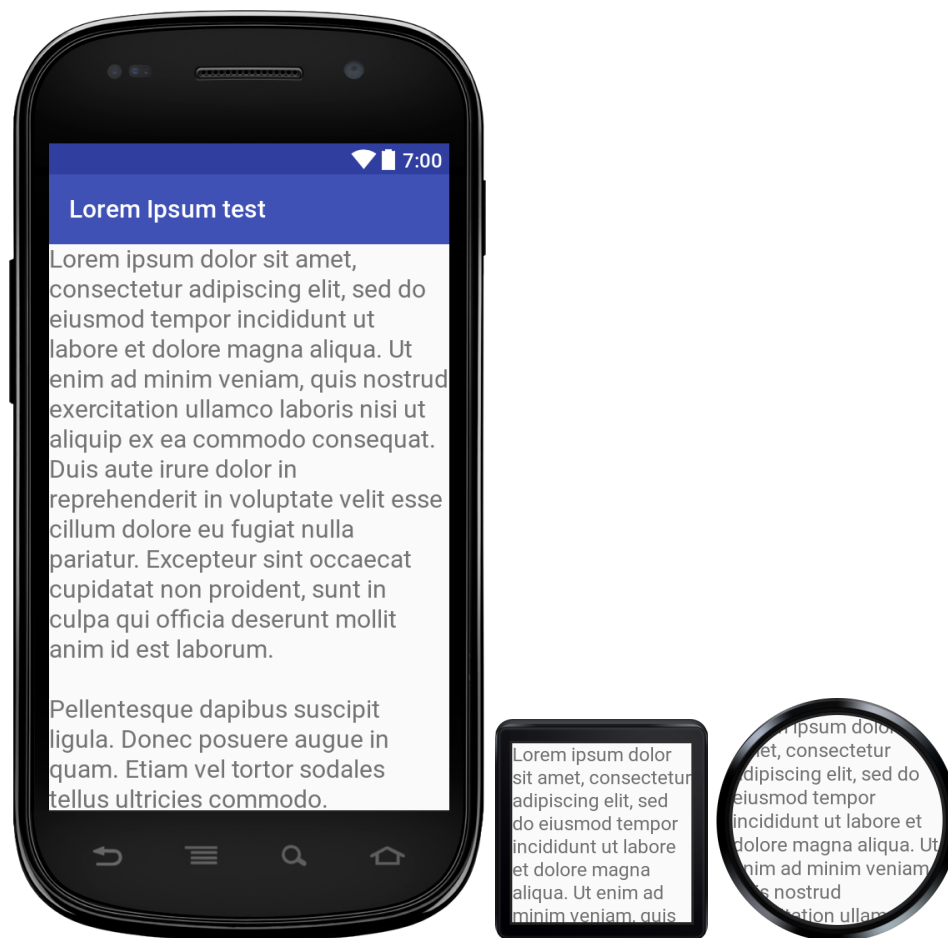 7:00
Lorem Ipsum test
Lorem ipsum dolor sit amet,
consectetur adipiscing elit, sed do
eiusmod tempor incididunt ut
labore et dolore magna aliqua. Ut
enim ad minim veniam, quis nostrud
exercitation ullamco laboris nisi ut
aliquip ex ea commodo consequat.
Duis aute irure dolor in
reprehenderit in voluptate velit esse
cillum dolore eu fugiat nulla
pariatur. Excepteur sint occaecat
cupidatat non proident, sunt in
culpa qui officia deserunt mollit
anim id est laborum.
Pellentesque dapibus suscipit
ligula. Donec posuere augue in
quam. Etiam vel tortor sodales
tellus ultricies commodo.
Lorem ipsum dolor
sit amet, consectetur
adipiscing elit, sed
do eiusmod tempor
incididunt ut labore
et dolore magna
aliqua. Ut enim ad
minim veniam, quis
ipsum dolor
consectetur
elit, sed do
eiusmod tempor
incididunt ut labore et
dolore magna aliqua. Ut
ad minim veniam
nostrud